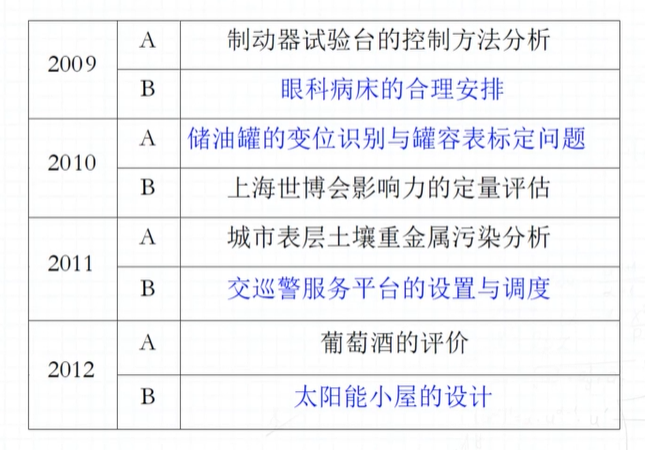 2009
A 制动器试验台的控制方法分析
B 眼科病床的合理安排
2010
A 储油罐的变位识别与罐容表标定问题
B 上海世博会影响力的定量评估
2011
A 城市表层土壤重金属污染分析
B 交巡警服务平台的设置与调度
2012
A 葡萄酒的评价
B 太阳能小屋的设计